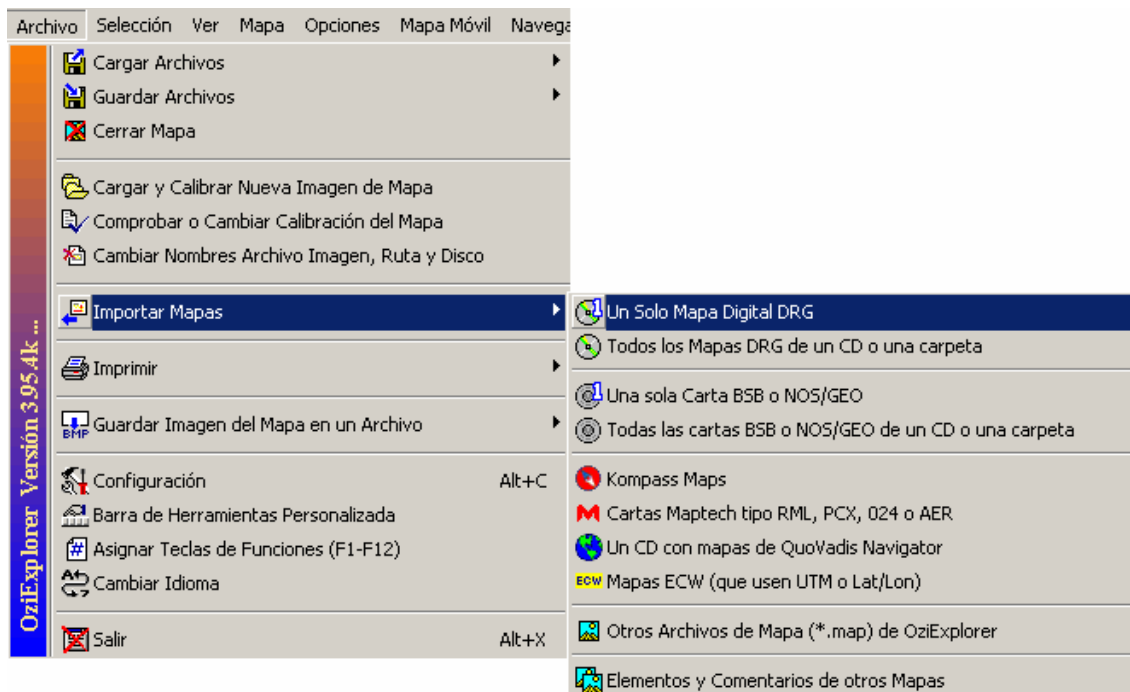 Archivo Selección Ver Mapa Opciones Mapa Móvil Navega
Cargar Archivos
Guardar Archivos
Cerrar Mapa
Cargar y Calibrar Nueva Imagen de Mapa
Comprobar o Cambiar Calibración del Mapa
Cambiar Nombres Archivo Imagen, Ruta y Disco
Importar Mapas
Imprimir
BMP Guardar Imagen del Mapa en un Archivo
Configuración Alt+C
Barra de Herramientas Personalizada
# Asignar Teclas de Funciones (F1-F12)
Cambiar Idioma
Salir Alt+X
OziExplorer Versión 3.95.4k ...
1 Un Solo Mapa Digital DRG
Todos los Mapas DRG de un CD o una carpeta
1 Una sola Carta BSB o NOS/GEO
Todas las cartas BSB o NOS/GEO de un CD o una carpeta
Kompass Maps
M Cartas Maptech tipo RML, PCX, 024 o AER
Un CD con mapas de QuoVadis Navigator
ECW Mapas ECW (que usen UTM o Lat/Lon)
Otros Archivos de Mapa (*.map) de OziExplorer
Elementos y Comentarios de otros Mapas